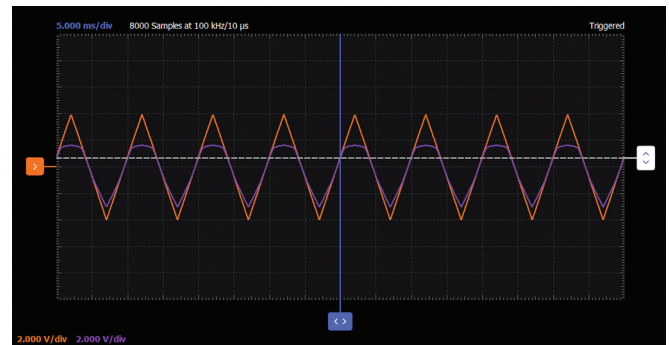 5.000 ms/div 8000 Samples at 100 kHz/10 µs Triggered
2.000 V/div 2.000 V/div